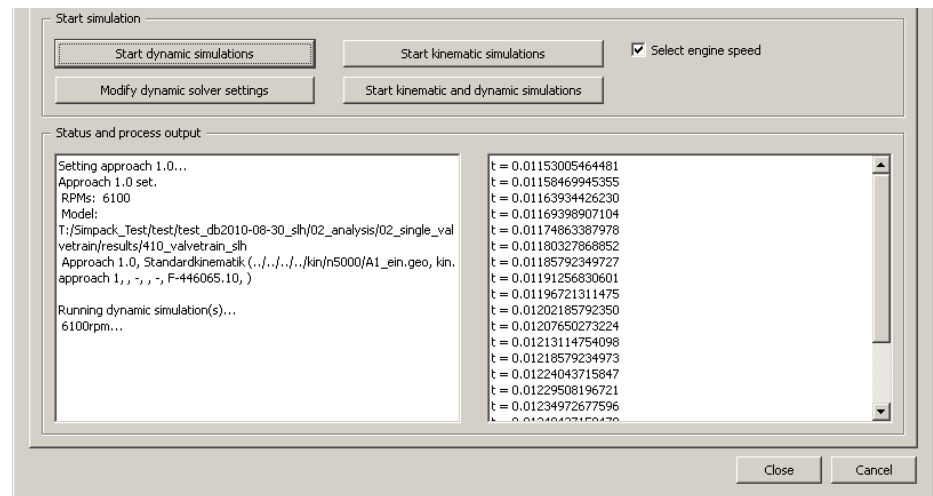 Start simulation
Start dynamic simulations
Start kinematic simulations
Select engine speed
Modify dynamic solver settings
Start kinematic and dynamic simulations
Status and process output
Setting approach 1.0...
Approach 1.0 set.
RPMs: 6100
Model:
T:/Simpack_Test/test/test_db2010-08-30_slh/02_analysis/02_single_val
vetrain/results/410_valvetrain_slh
Approach 1.0, Standardkinematik (../../../../kin/n5000/A1_ein.geo, kin.
approach 1, , -, , -, F-446065.10, )
Running dynamic simulation(s)...
6100rpm...
t = 0.01153005464481
t = 0.01158469945355
t = 0.01163934426230
t = 0.01169398907104
t = 0.01174863387978
t = 0.01180327868852
t = 0.01185792349727
t = 0.01191256830601
t = 0.01196721311475
t = 0.01202185792350
t = 0.01207650273224
t = 0.01213114754098
t = 0.01218579234973
t = 0.01224043715847
t = 0.01229508196721
t = 0.01234972677596
Close
Cancel